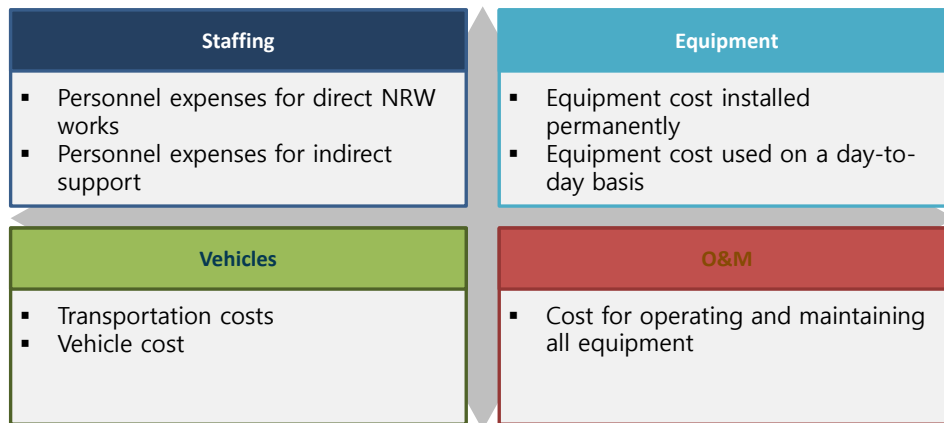 Staffing
▪ Personnel expenses for direct NRW
works
▪ Personnel expenses for indirect
support
Equipment
▪ Equipment cost installed
permanently
▪ Equipment cost used on a day-to-
day basis
Vehicles
▪ Transportation costs
▪ Vehicle cost
O&M
▪ Cost for operating and maintaining
all equipment